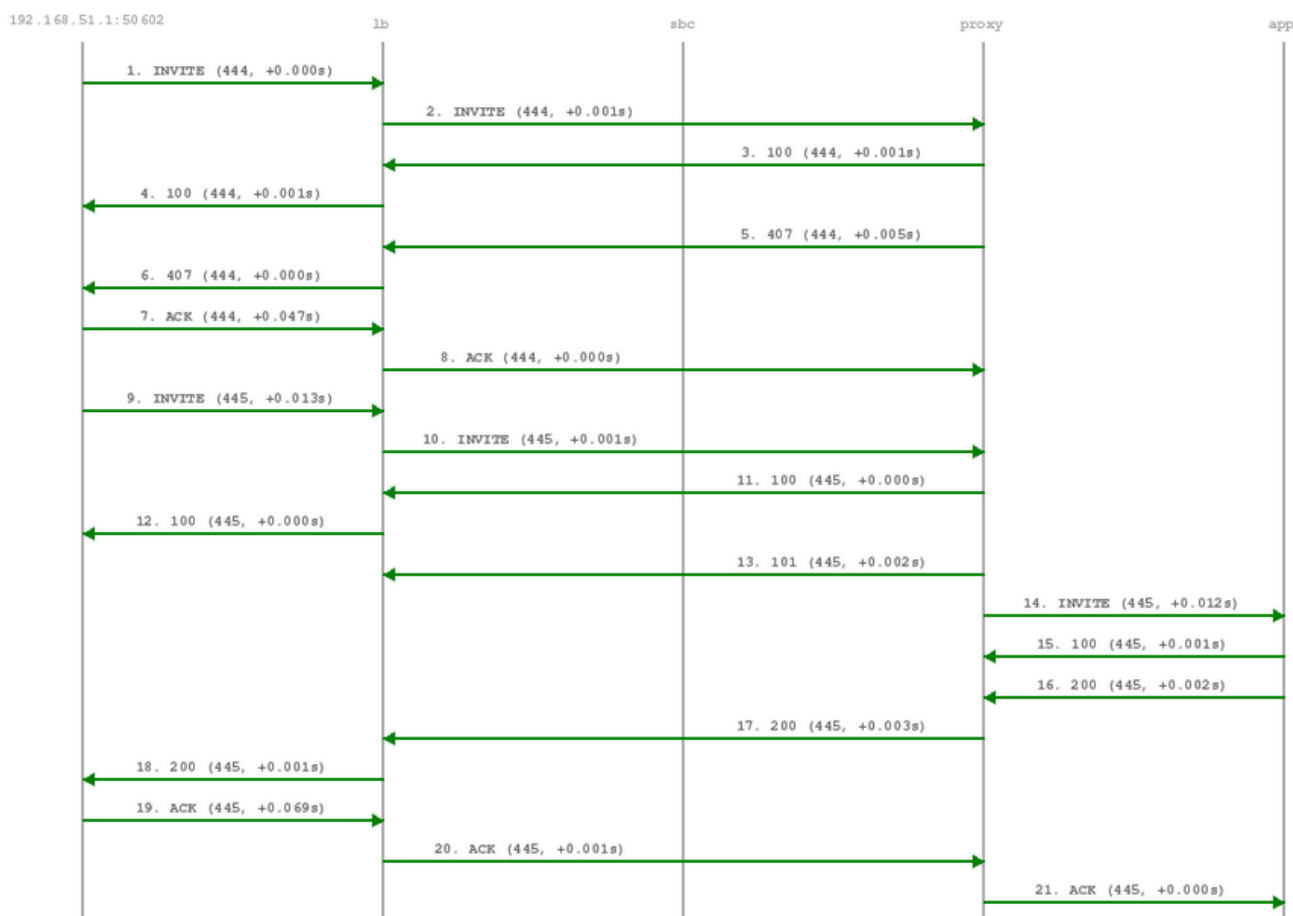 192.168.51.1:50602 lb sbc proxy app
1. INVITE (444, +0.000s)
2. INVITE (444, +0.001s)
3. 100 (444, +0.001s)
4. 100 (444, +0.001s)
5. 407 (444, +0.005s)
6. 407 (444, +0.000s)
7. ACK (444, +0.047s)
8. ACK (444, +0.000s)
9. INVITE (445, +0.013s)
10. INVITE (445, +0.001s)
11. 100 (445, +0.000s)
12. 100 (445, +0.000s)
13. 101 (445, +0.002s)
14. INVITE (445, +0.012s)
15. 100 (445, +0.001s)
16. 200 (445, +0.002s)
17. 200 (445, +0.003s)
18. 200 (445, +0.001s)
19. ACK (445, +0.069s)
20. ACK (445, +0.001s)
21. ACK (445, +0.000s)